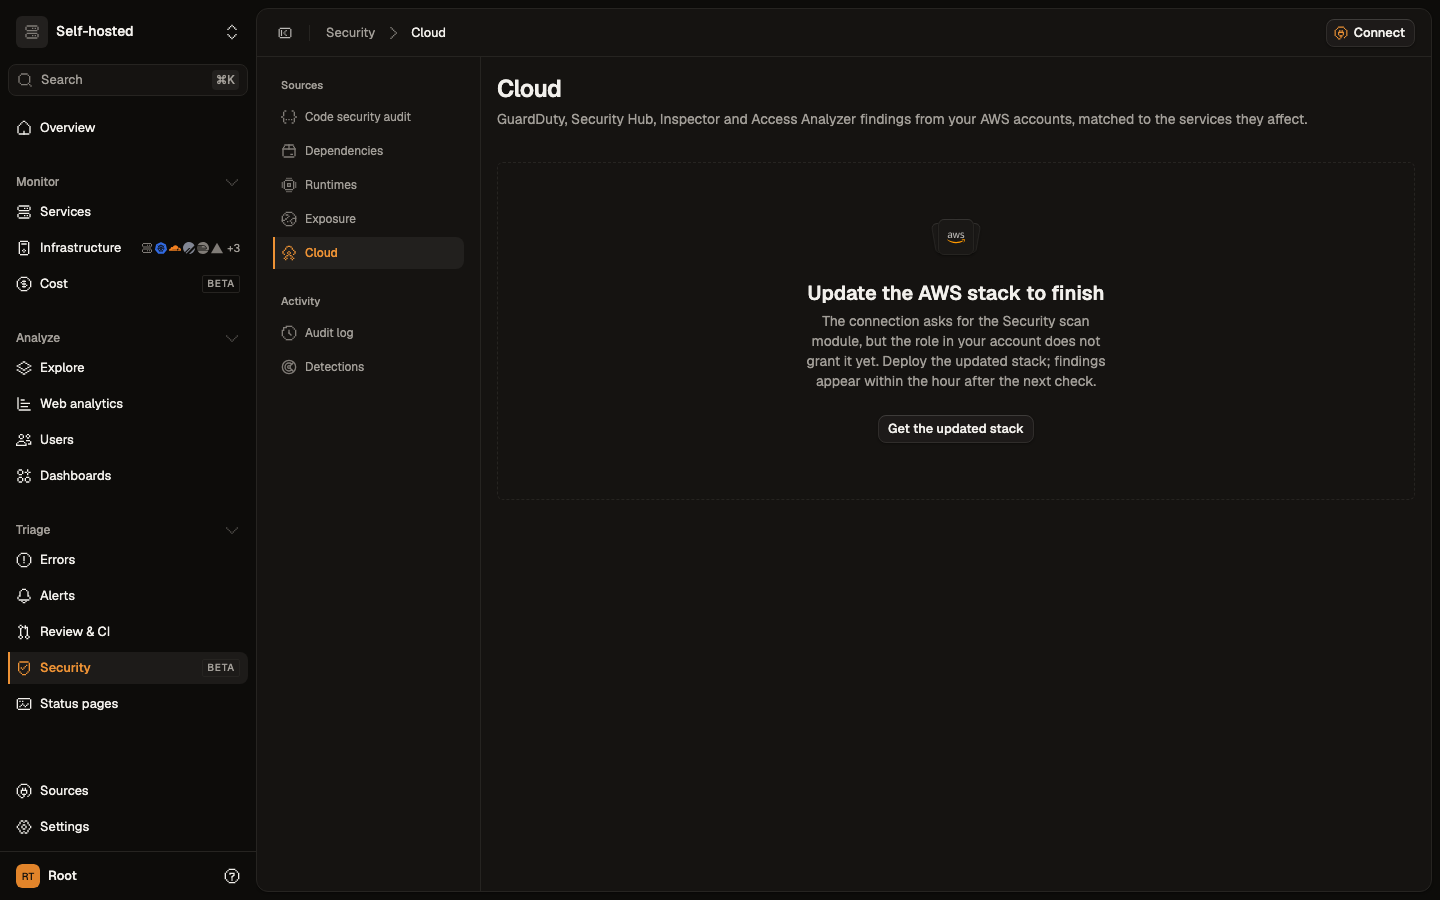 Self-hosted
Search ⌘K
Overview
Monitor
Services
Infrastructure +3
Cost BETA
Analyze
Explore
Web analytics
Users
Dashboards
Triage
Errors
Alerts
Review & CI
Security BETA
Status pages
Sources
Settings
RT Root
Security Cloud
Connect
Sources
Code security audit
Dependencies
Runtimes
Exposure
Cloud
Activity
Audit log
Detections
Cloud
GuardDuty, Security Hub, Inspector and Access Analyzer findings from your AWS accounts, matched to the services they affect.
aws
Update the AWS stack to finish
The connection asks for the Security scan
module, but the role in your account does not
grant it yet. Deploy the updated stack; findings
appear within the hour after the next check.
Get the updated stack